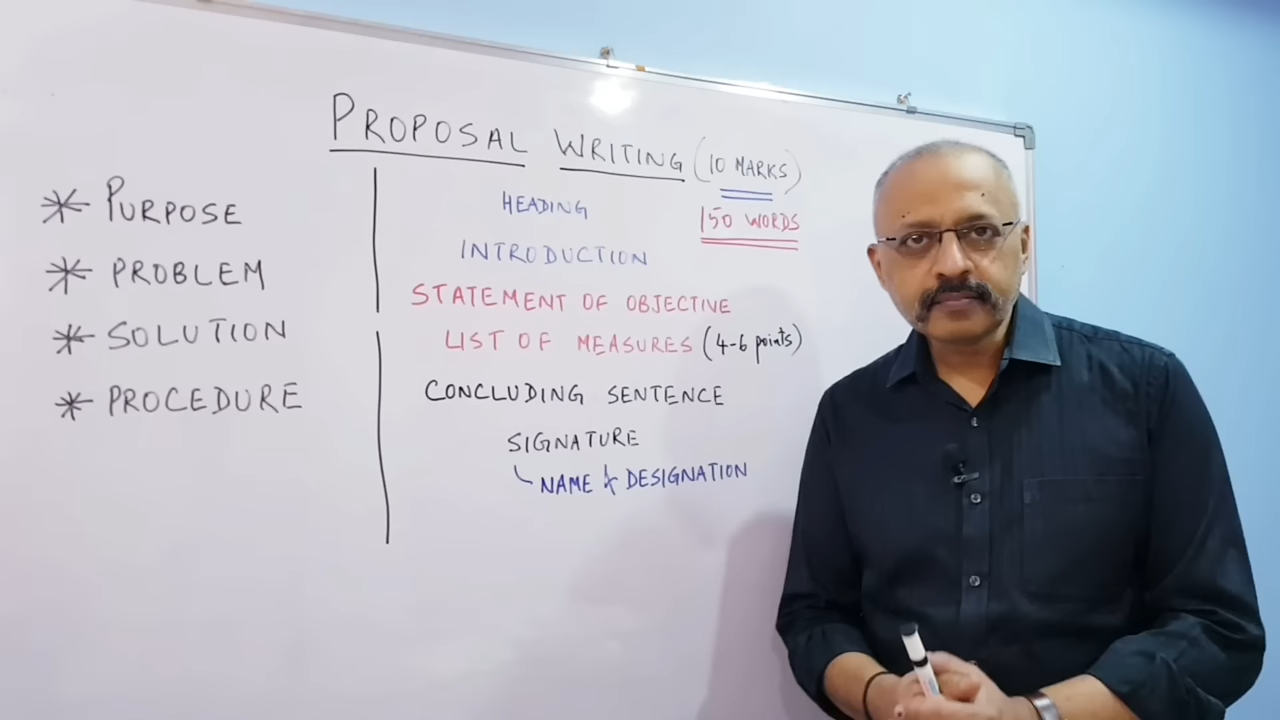 PROPOSAL WRITING (10 MARKS)
* PURPOSE
* PROBLEM
* SOLUTION
* PROCEDURE
HEADING
150 WORDS
INTRODUCTION
STATEMENT OF OBJECTIVE
LIST OF MEASURES (4-6 points)
CONCLUDING SENTENCE
SIGNATURE
NAME & DESIGNATION